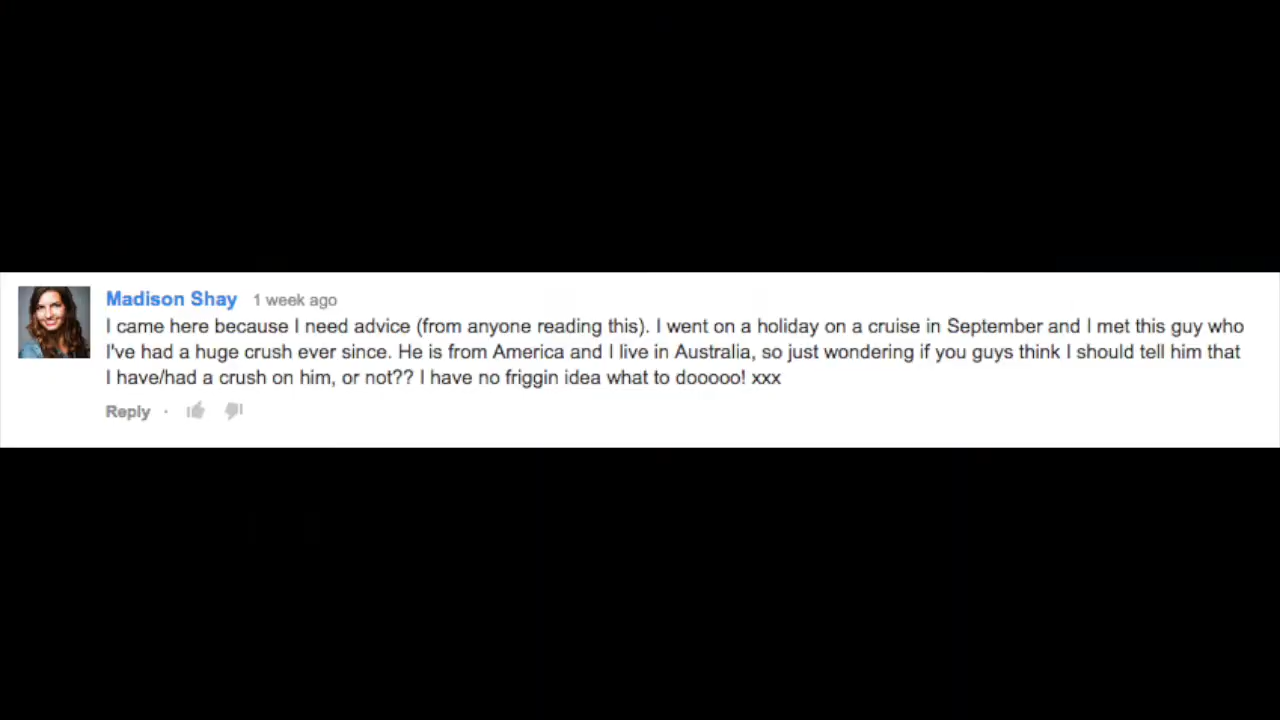 Madison Shay 1 week ago
I came here because I need advice (from anyone reading this). I went on a holiday on a cruise in September and I met this guy who
I've had a huge crush ever since. He is from America and I live in Australia, so just wondering if you guys think I should tell him that
I have/had a crush on him, or not?? I have no friggin idea what to dooooo! xxx
Reply ·